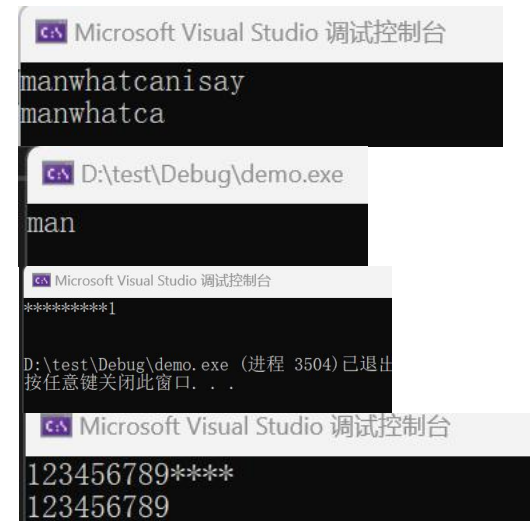 Microsoft Visual Studio 调试控制台
manwhatcanisay
manwhatca
D:\test\Debug\demo.exe
man
Microsoft Visual Studio 调试控制台
*********1
D:\test\Debug\demo.exe (进程 3504)已退出
按任意键关闭此窗口. . .
Microsoft Visual Studio 调试控制台
123456789****
123456789